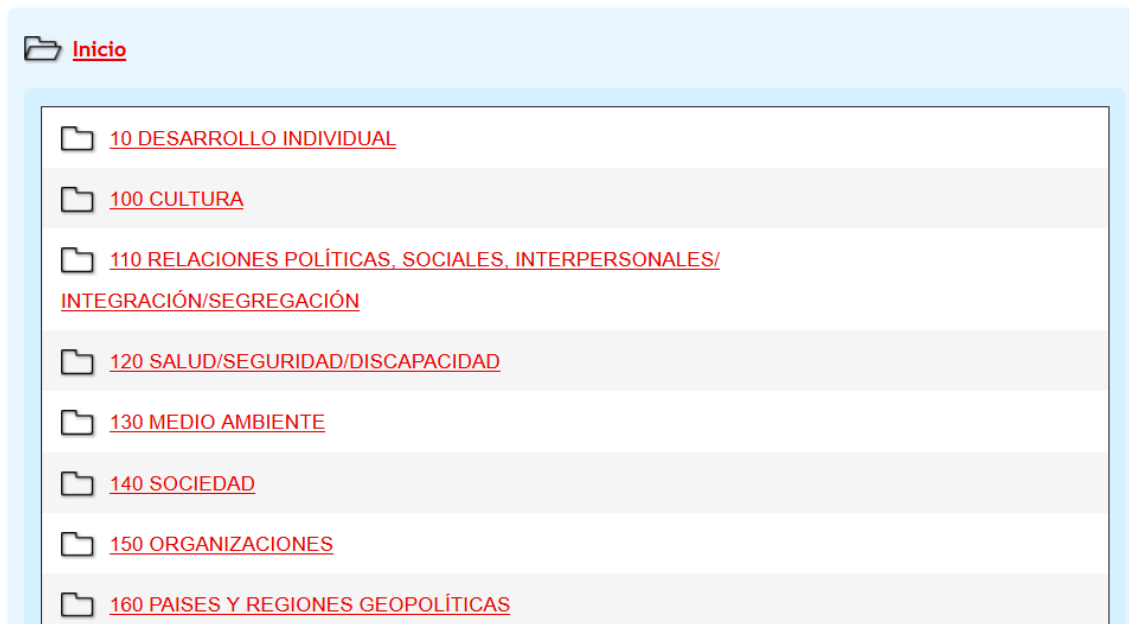 Inicio
10 DESARROLLO INDIVIDUAL
100 CULTURA
110 RELACIONES POLÍTICAS, SOCIALES, INTERPERSONALES/
INTEGRACIÓN/SEGREGACIÓN
120 SALUD/SEGURIDAD/DISCAPACIDAD
130 MEDIO AMBIENTE
140 SOCIEDAD
150 ORGANIZACIONES
160 PAISES Y REGIONES GEOPOLÍTICAS